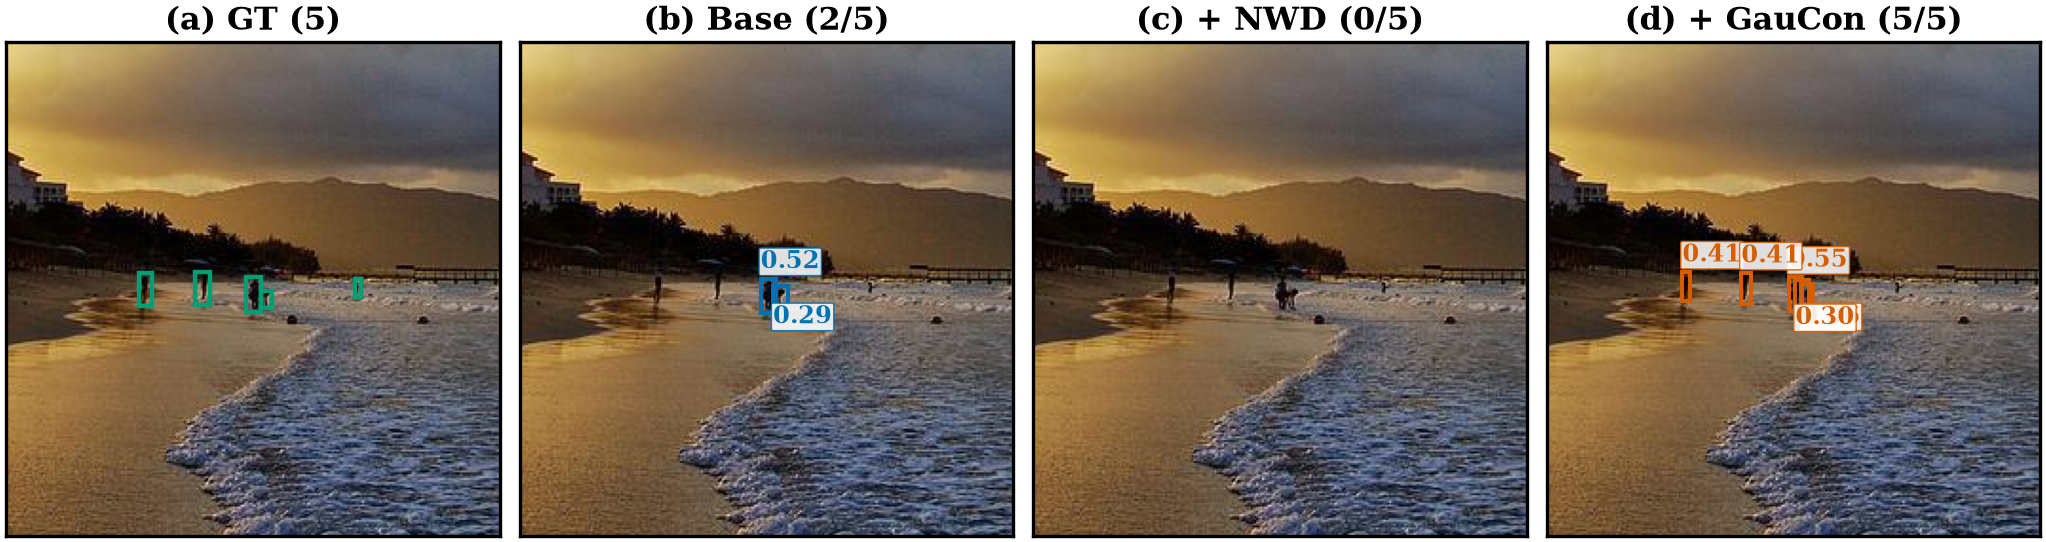 (a) GT (5)
(b) Base (2/5)
(c) + NWD (0/5)
(d) + GauCon (5/5)
0.52
0.29
0.41
0.41
0.55
0.30